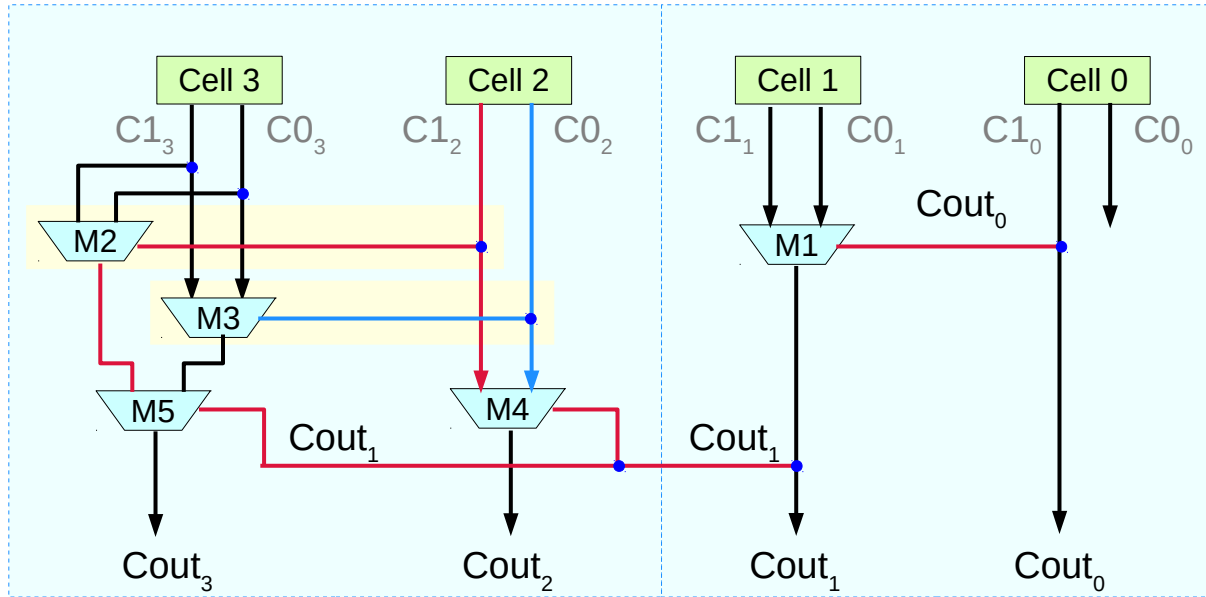 Cell 3 Cell 2 Cell 1 Cell 0
C1₃ C0₃ C1₂ C0₂ C1₁ C0₁ C1₀ C0₀
Cout₀
M2 M1
M3
M5 M4
Cout₁ Cout₁
Cout₃ Cout₂ Cout₁ Cout₀